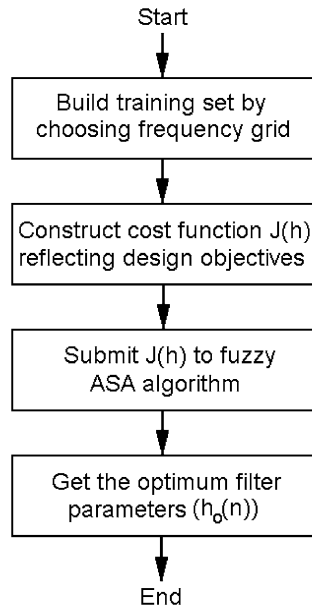 Start
Build training set by
choosing frequency grid
Construct cost function J(h)
reflecting design objectives
Submit J(h) to fuzzy
ASA algorithm
Get the optimum filter
parameters (hₒ(n))
End